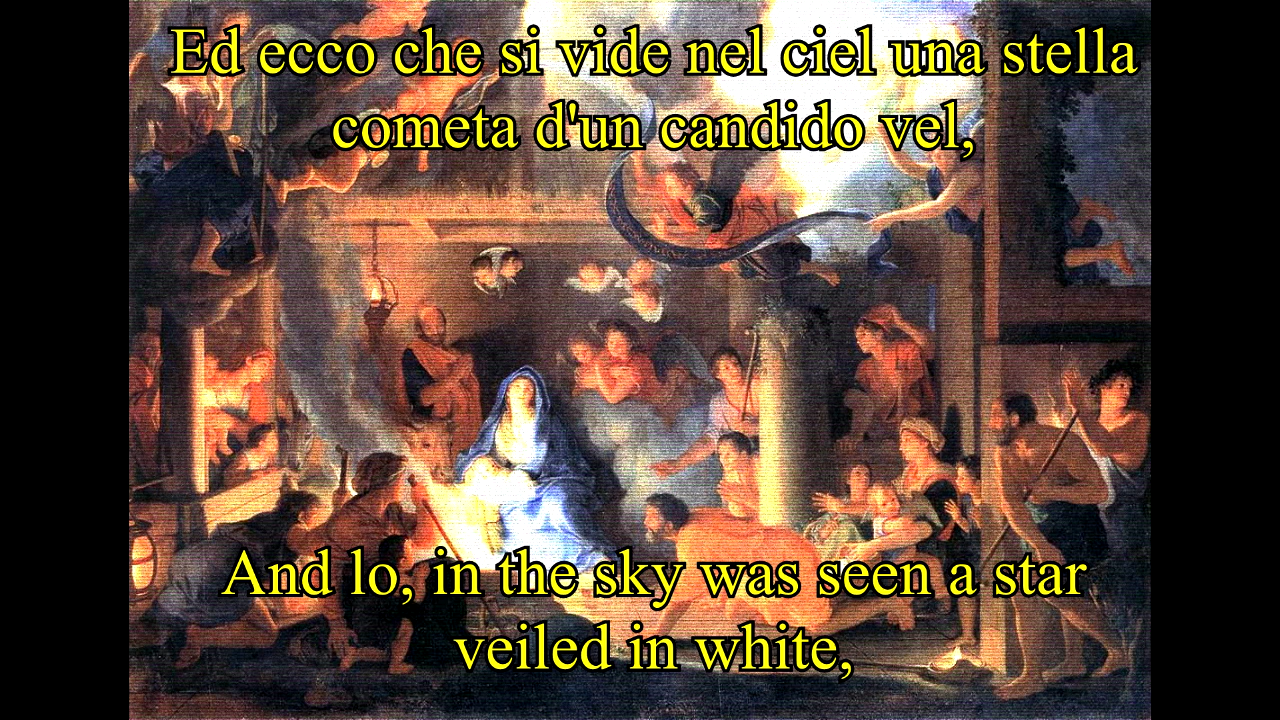 Ed ecco che si vide nel ciel una stella
cometa d'un candido vel,
And lo, in the sky was seen a star
veiled in white,